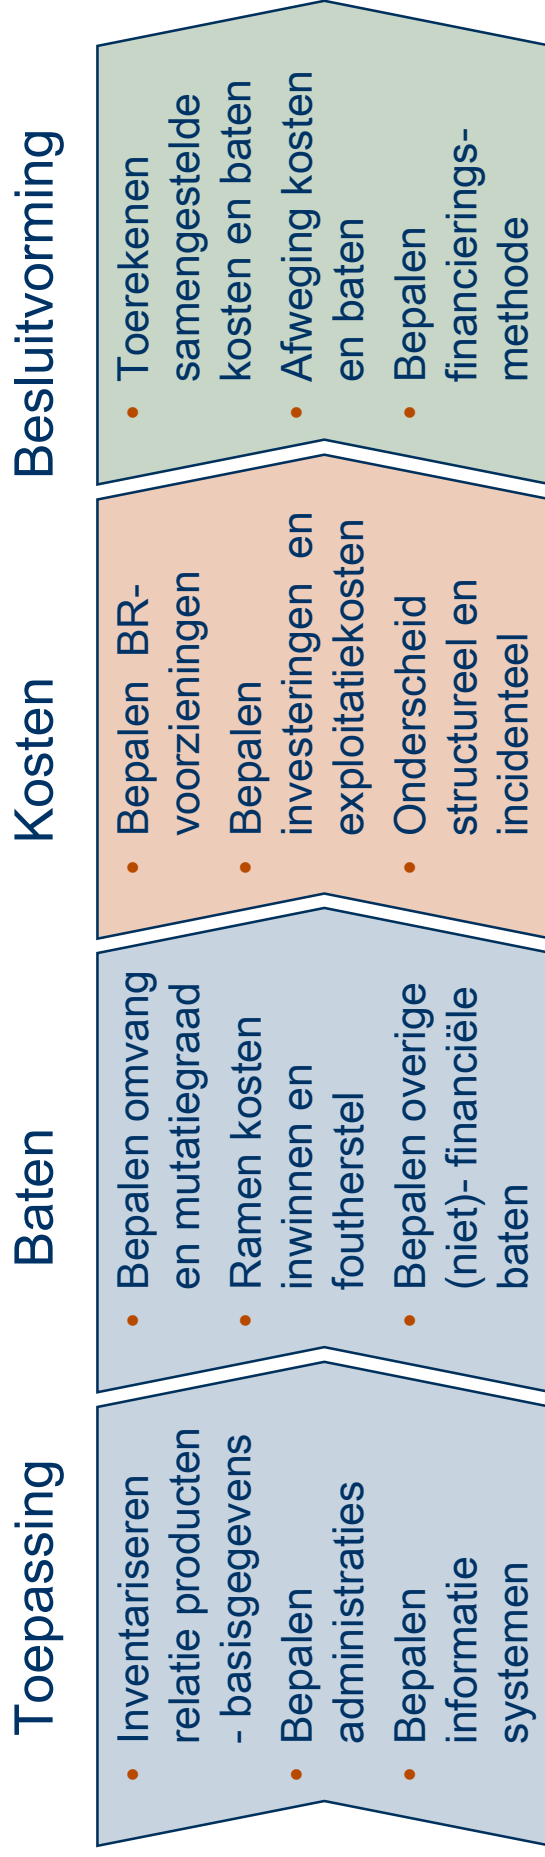 Toepassing
• Inventariseren
relatie producten
- basisgegevens
• Bepalen
administraties
• Bepalen
informatie
systemen
Baten
• Bepalen omvang
en mutatiegraad
• Ramen kosten
inwinnen en
foutherstel
• Bepalen overige
(niet)- financiële
baten
Kosten
• Bepalen BR-
voorzieningen
• Bepalen
investeringen en
exploitatiekosten
• Onderscheid
structureel en
incidenteel
Besluitvorming
• Toerekenen
samengestelde
kosten en baten
• Afweging kosten
en baten
• Bepalen
financierings-
methode